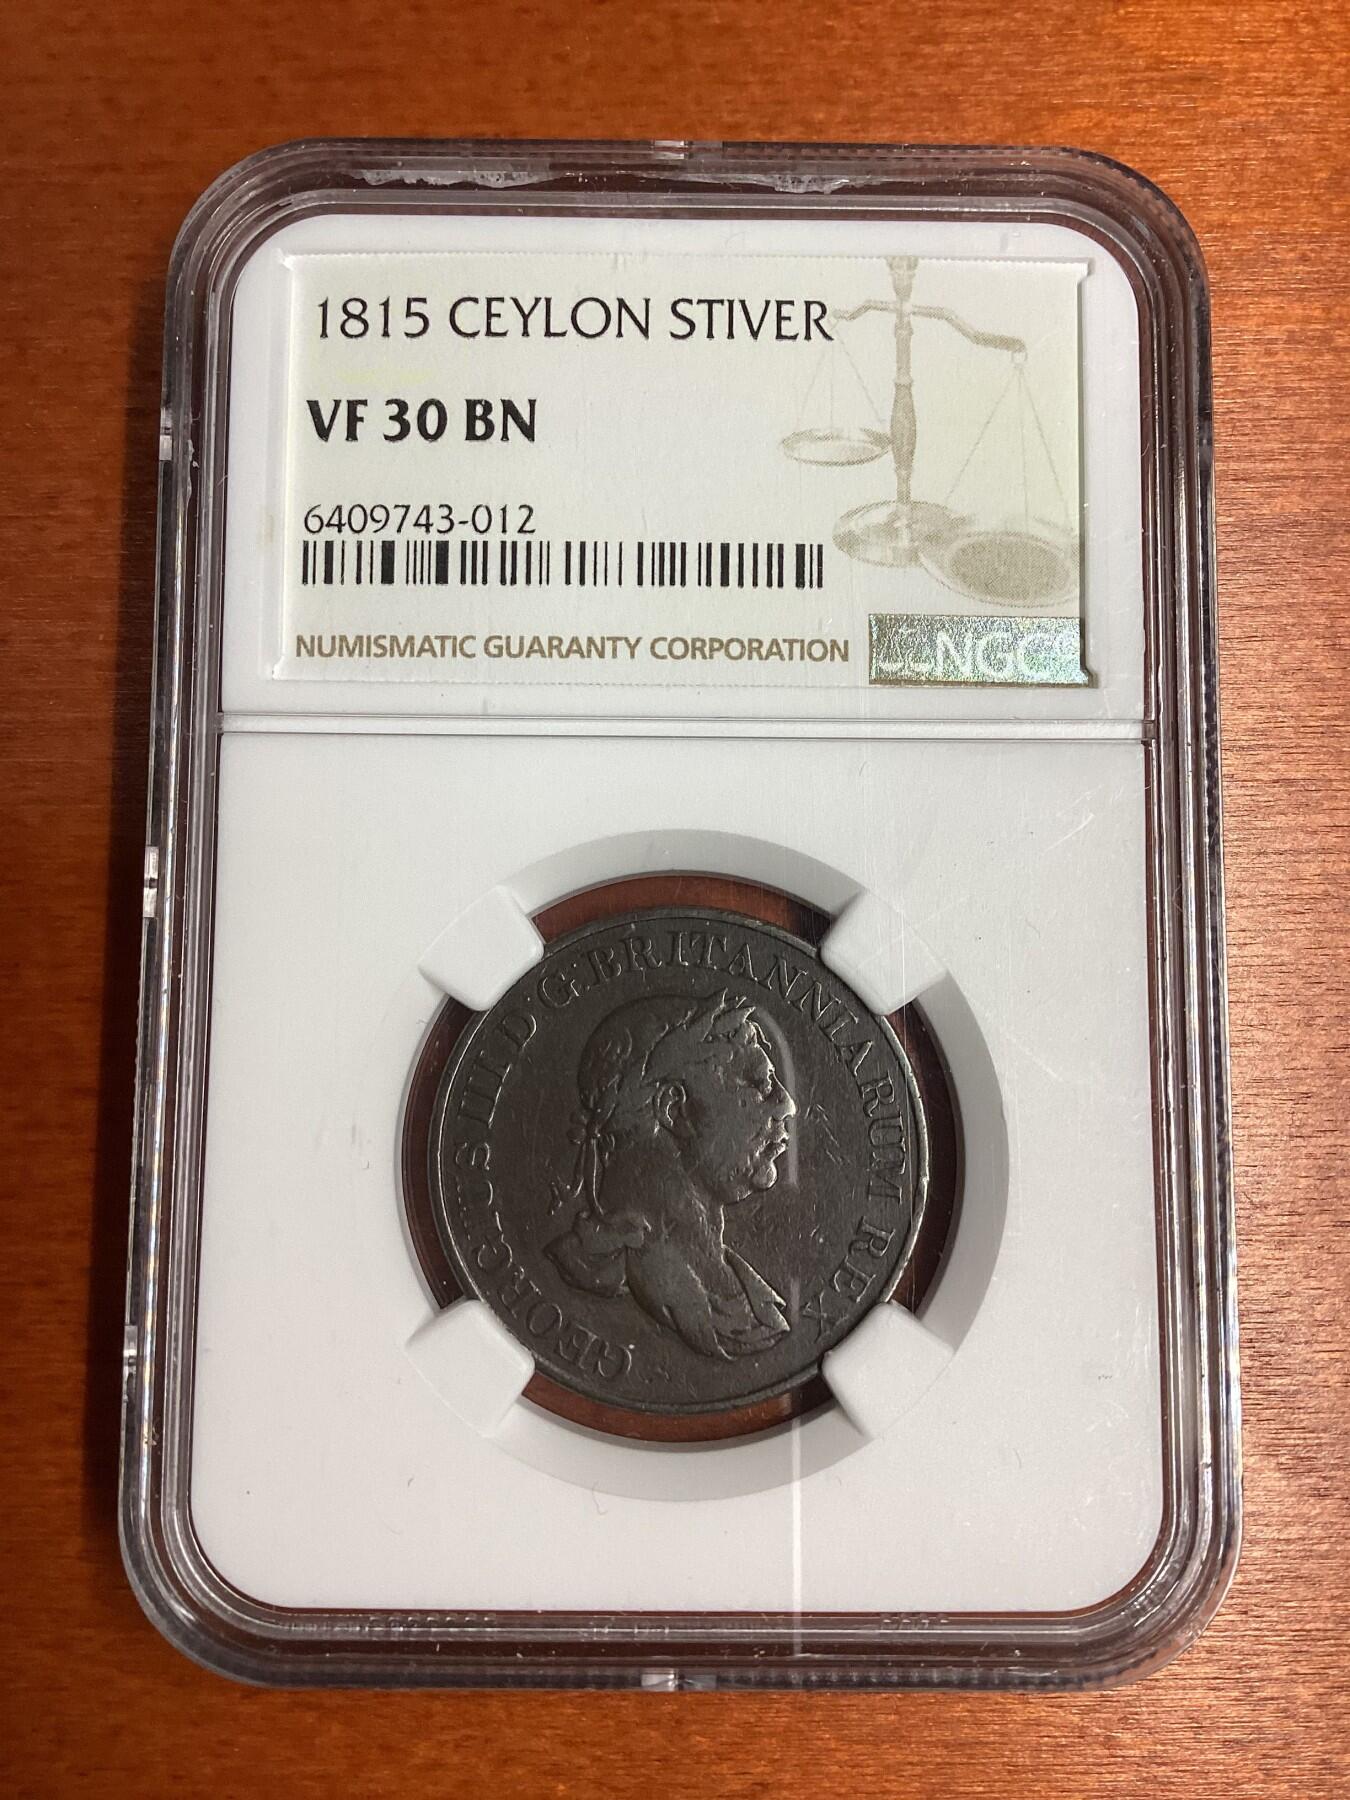 1815 CEYLON STIVER
VF 30 BN
6409743-012
NUMISMATIC GUARANTY CORPORATION
NGC
GEORGIUS III D:G:BRITANNIARUM REX